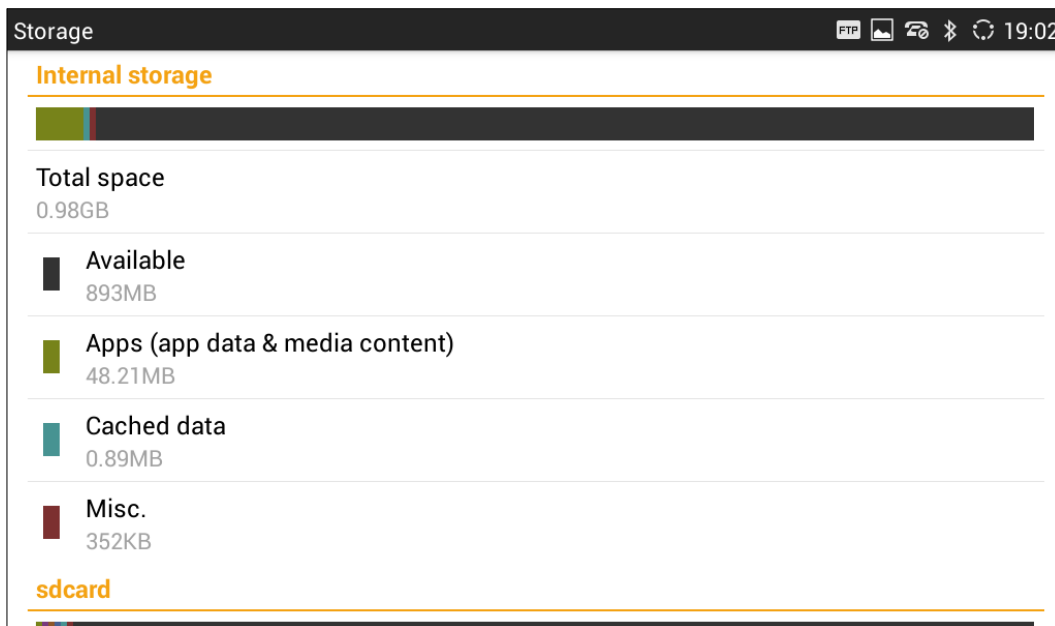 Storage FTP 19:02
Internal storage
Total space
0.98GB
Available
893MB
Apps (app data & media content)
48.21MB
Cached data
0.89MB
Misc.
352KB
sdcard